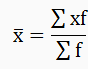 x̅ = ∑ xf / ∑ f